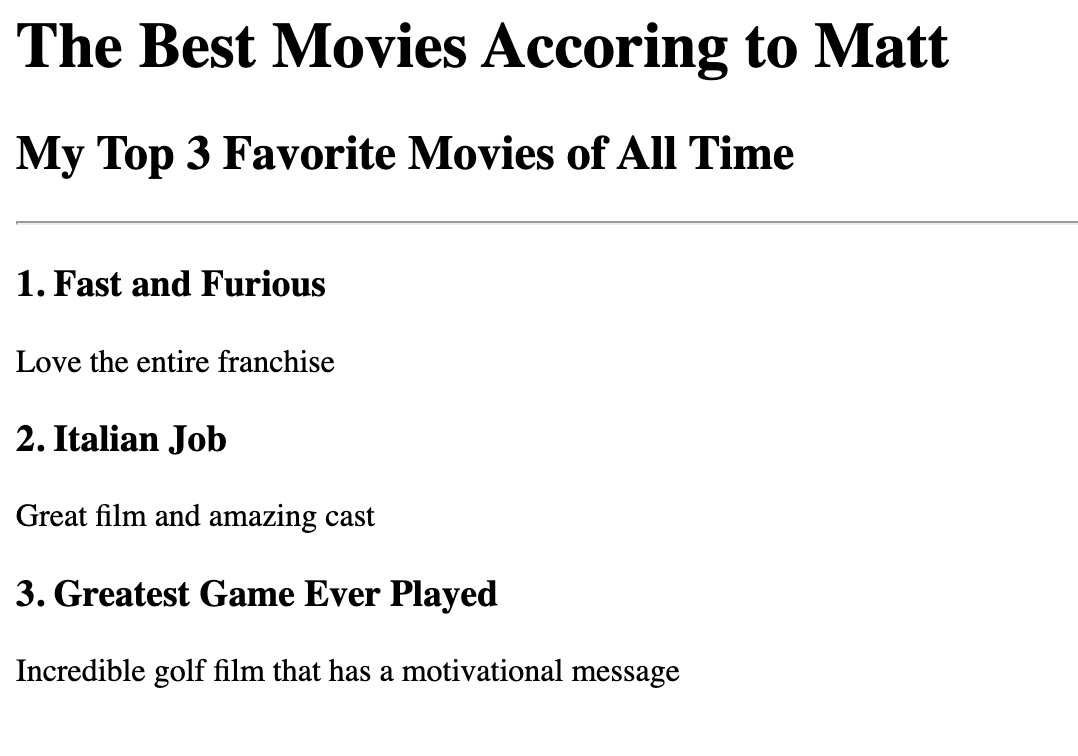 The Best Movies Accoring to Matt
My Top 3 Favorite Movies of All Time
1. Fast and Furious
Love the entire franchise
2. Italian Job
Great film and amazing cast
3. Greatest Game Ever Played
Incredible golf film that has a motivational message